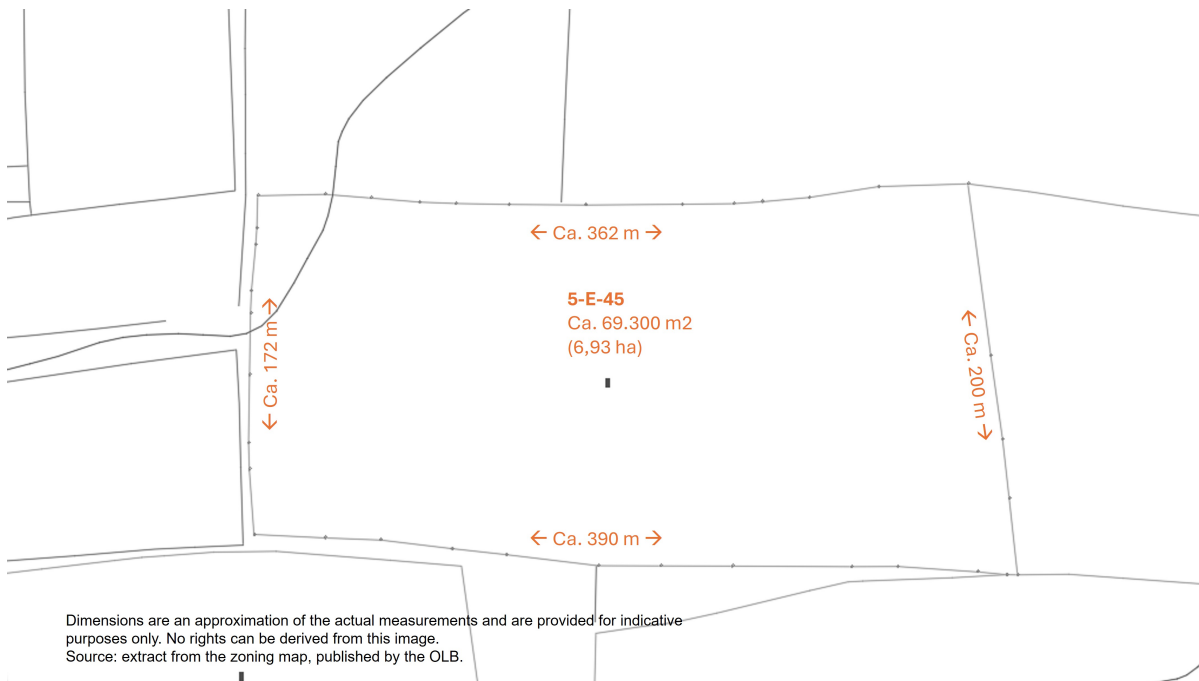 ← Ca. 362 m →
5-E-45
Ca. 69.300 m2
(6,93 ha)
← Ca. 172 m →
← Ca. 200 m →
← Ca. 390 m →
Dimensions are an approximation of the actual measurements and are provided for indicative
purposes only. No rights can be derived from this image.
Source: extract from the zoning map, published by the OLB.